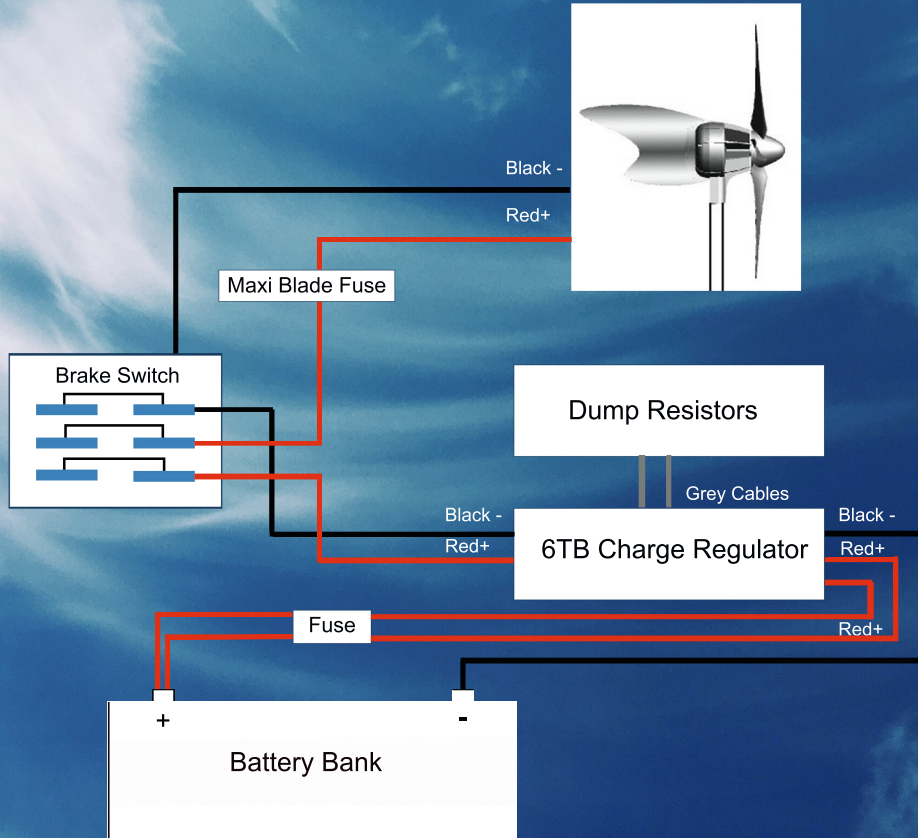 Black -
Red+
Maxi Blade Fuse
Brake Switch
Dump Resistors
Grey Cables
Black -
Red+
6TB Charge Regulator
Black -
Red+
Fuse
Red+
+
-
Battery Bank